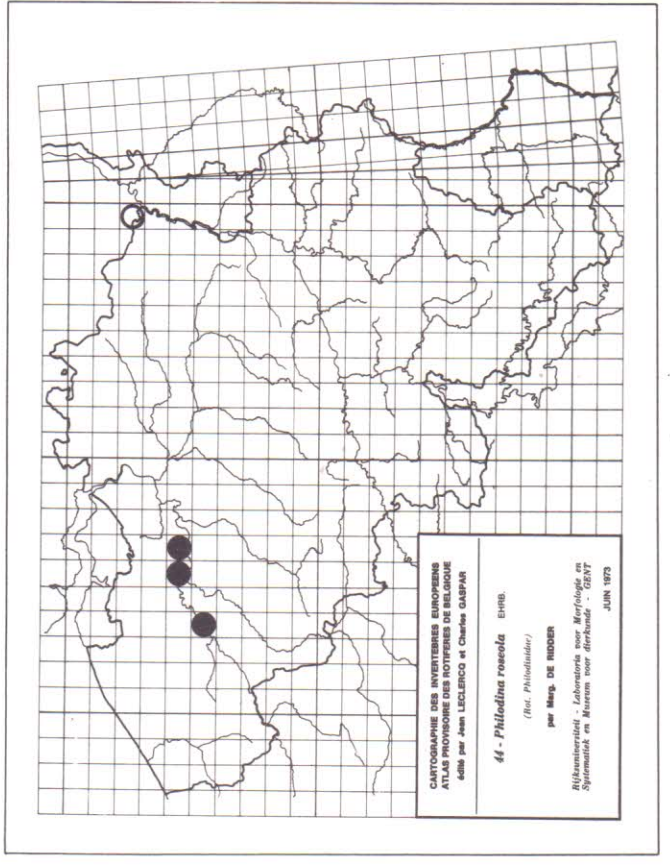 CARTOGRAPHIE DES INVERTEBRES EUROPEENS
ATLAS PROVISOIRE DES ROTIFERES DE BELGIQUE
édité par Jean LECLERCQ et Charles GASPAR
44 - Philodina roseola EHRB.
(Rot. Philodinidae)
par Marg. DE RIDDER
Rijksuniversiteit - Laboratoria voor Morfologie en
Systematiek en Museum voor dierkunde - GENT
JUIN 1973